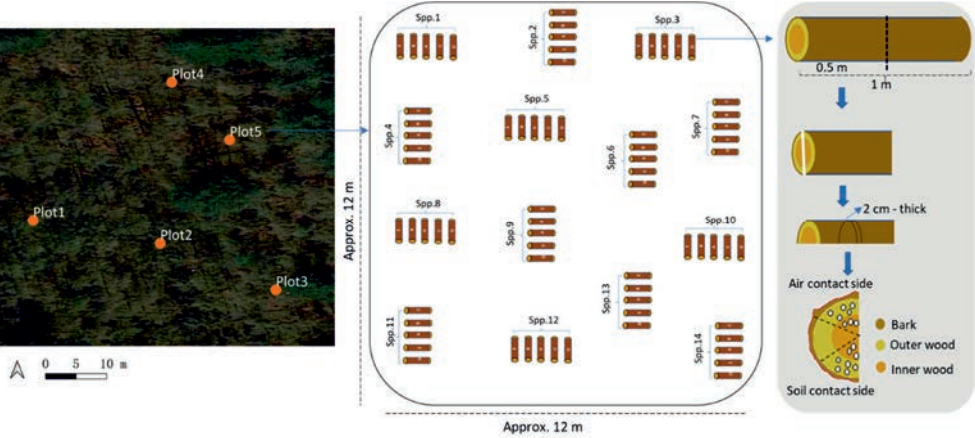 Plot4
Plot5
Plot1
Plot2
Plot3
0 5 10 m
Approx. 12 m
Spp.1
Spp.2
Spp.3
Spp.4
Spp.5
Spp.6
Spp.7
Spp.8
Spp.9
Spp.10
Spp.11
Spp.12
Spp.13
Spp.14
Approx. 12 m
0.5 m
1 m
2 cm - thick
Air contact side
Bark
Outer wood
Inner wood
Soil contact side